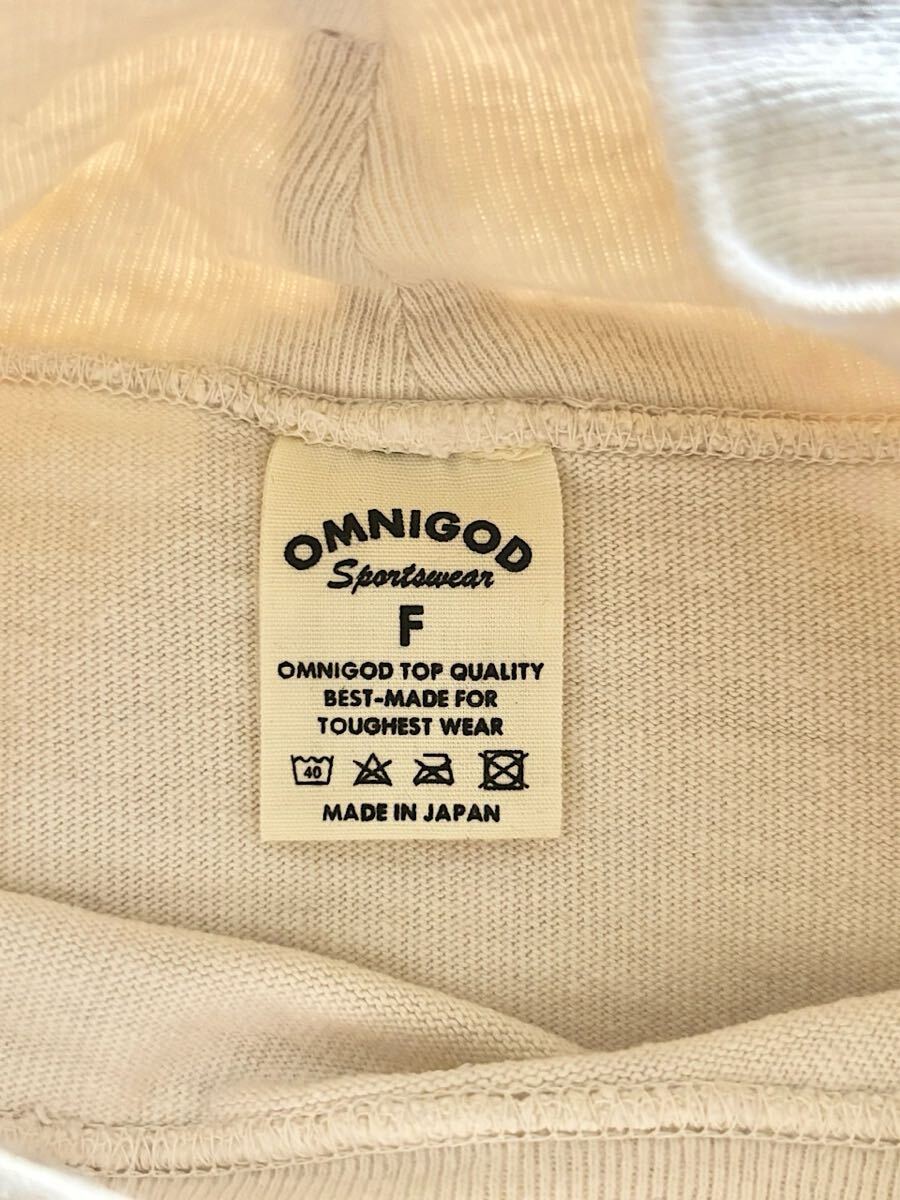 OMNIGOD
Sportswear
F
OMNIGOD TOP QUALITY
BEST-MADE FOR
TOUGHEST WEAR
40
MADE IN JAPAN